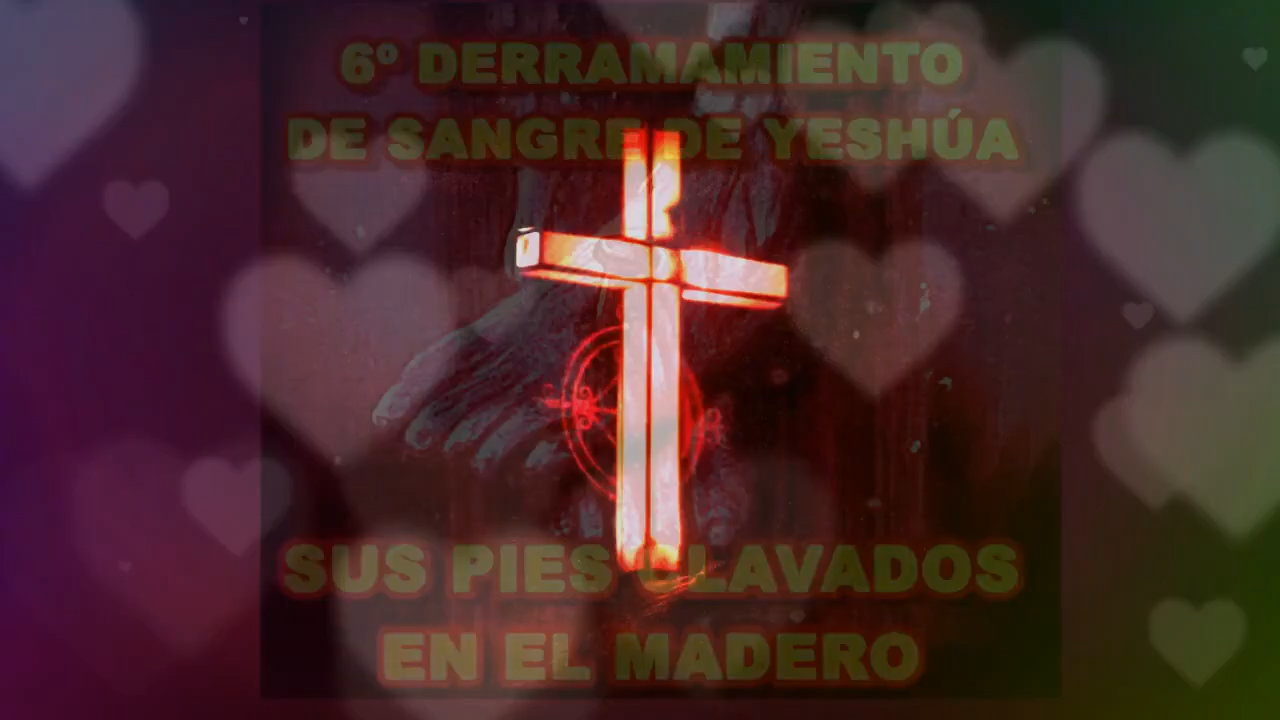 6º DERRAMAMIENTO
DE SANGRE DE YESHÚA
SUS PIES CLAVADOS
EN EL MADERO